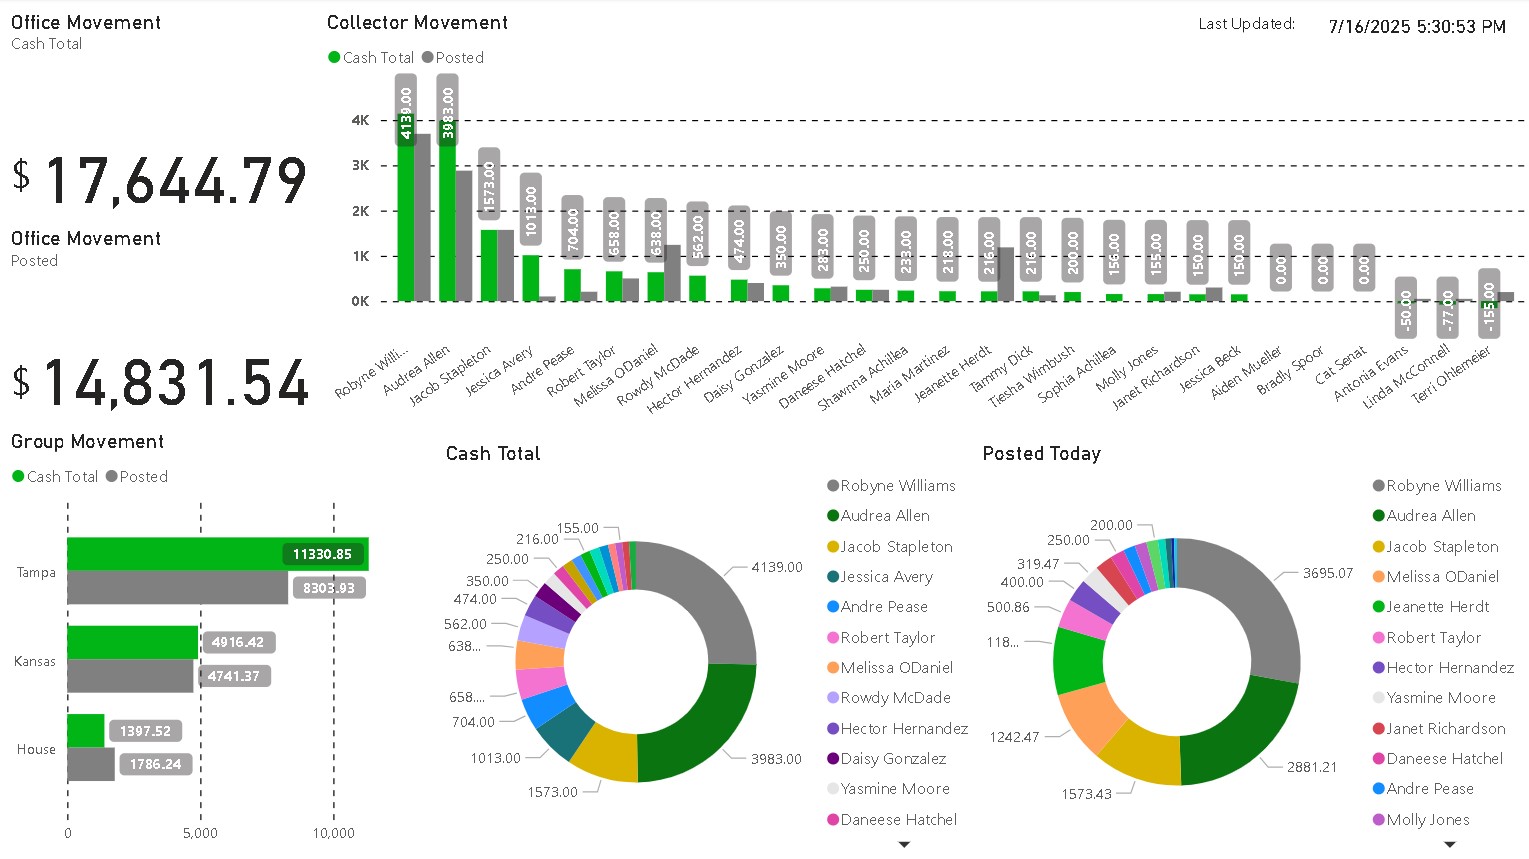 Office Movement
Cash Total
$ 17,644.79
Office Movement
Posted
$ 14,831.54
Collector Movement
Last Updated: 7/16/2025 5:30:53 PM
Cash Total Posted
4K
3K
2K
1K
0K
4139.00
3983.00
1573.00
1013.00
704.00
658.00
638.00
562.00
474.00
350.00
283.00
250.00
233.00
218.00
216.00
216.00
200.00
156.00
155.00
150.00
150.00
0.00
0.00
0.00
-50.00
-77.00
-155.00
Robyne Willi...
Audrea Allen
Jacob Stapleton
Jessica Avery
Andre Pease
Robert Taylor
Melissa ODaniel
Rowdy McDade
Hector Hernandez
Daisy Gonzalez
Yasmine Moore
Daneese Hatchel
Shawnna Achillea
Maria Martinez
Jeanette Herdt
Tammy Dick
Tiesha Wimbush
Sophia Achillea
Molly Jones
Janet Richardson
Jessica Beck
Aiden Mueller
Bradly Spoor
Cat Senat
Antonia Evans
Linda McConnell
Terri Ohlemeier
Group Movement
Cash Total Posted
Tampa
11330.85
8303.93
Kansas
4916.42
4741.37
House
1397.52
1786.24
0 5,000 10,000
Cash Total
155.00
216.00
250.00
350.00
474.00
562.00
638...
658....
704.00
1013.00
1573.00
3983.00
4139.00
Robyne Williams
Audrea Allen
Jacob Stapleton
Jessica Avery
Andre Pease
Robert Taylor
Melissa ODaniel
Rowdy McDade
Hector Hernandez
Daisy Gonzalez
Yasmine Moore
Daneese Hatchel
Posted Today
200.00
250.00
319.47
400.00
500.86
118...
1242.47
1573.43
2881.21
3695.07
Robyne Williams
Audrea Allen
Jacob Stapleton
Melissa ODaniel
Jeanette Herdt
Robert Taylor
Hector Hernandez
Yasmine Moore
Janet Richardson
Daneese Hatchel
Andre Pease
Molly Jones